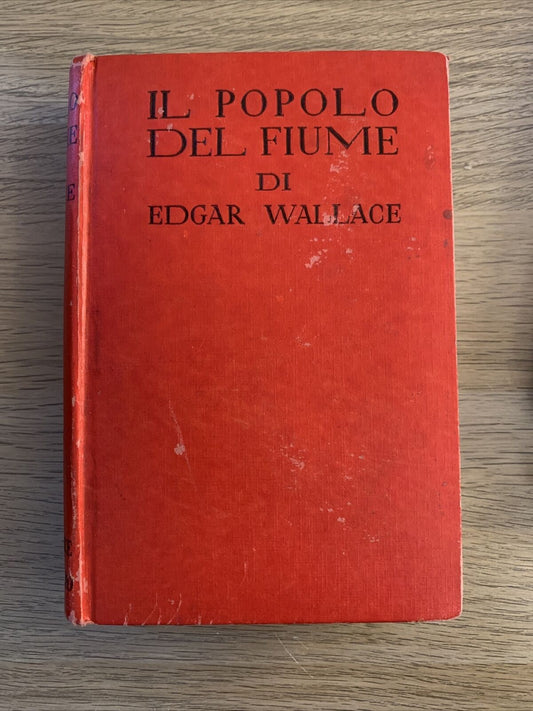 IL POPOLO
DEL FIUME
DI
EDGAR WALLACE